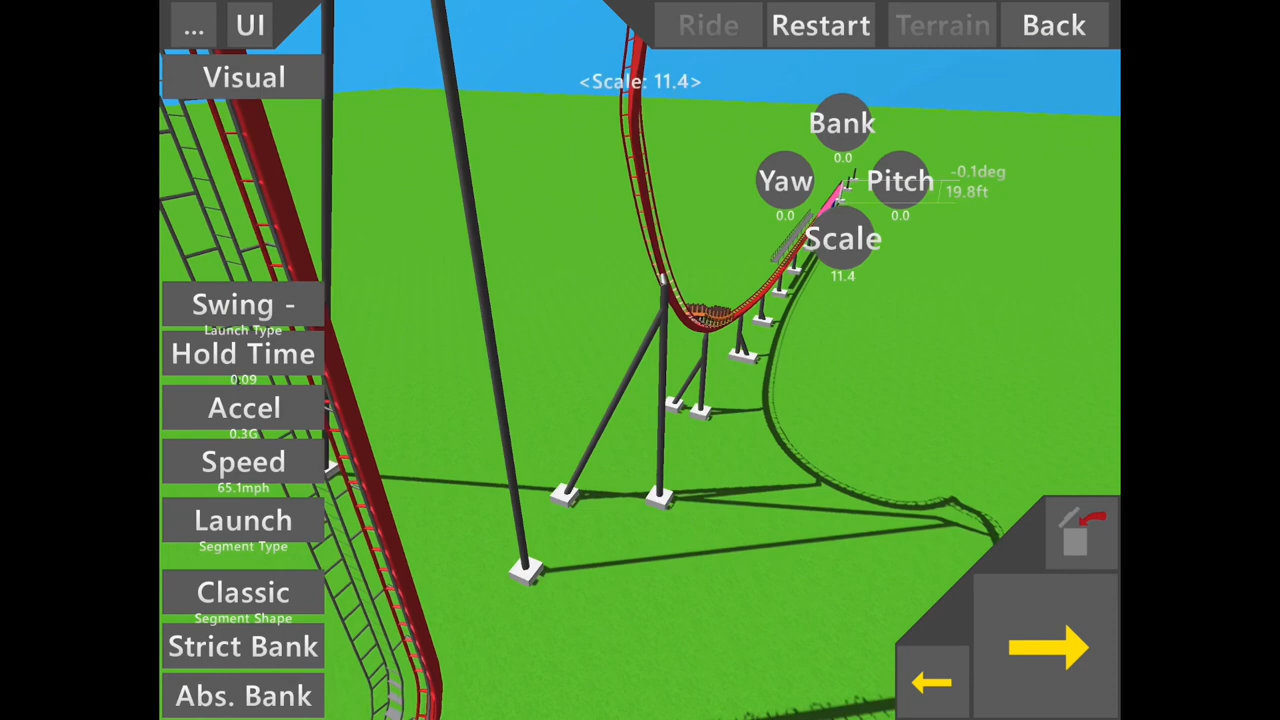 ...
UI
Ride
Restart
Terrain
Back
Visual
<Scale: 11.4>
Bank
0.0
Yaw
0.0
Pitch
0.0
-0.1deg
19.8ft
Scale
11.4
Swing -
Launch Type
Hold Time
0:09
Accel
0.3G
Speed
65.1mph
Launch
Segment Type
Classic
Segment Shape
Strict Bank
Abs. Bank